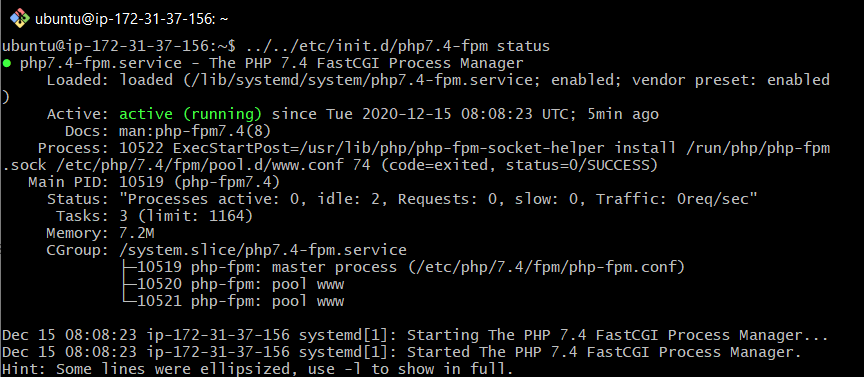 ubuntu@ip-172-31-37-156: ~
ubuntu@ip-172-31-37-156:~$ ../../etc/init.d/php7.4-fpm status
● php7.4-fpm.service - The PHP 7.4 FastCGI Process Manager
     Loaded: loaded (/lib/systemd/system/php7.4-fpm.service; enabled; vendor preset: enabled
)
     Active: active (running) since Tue 2020-12-15 08:08:23 UTC; 5min ago
       Docs: man:php-fpm7.4(8)
    Process: 10522 ExecStartPost=/usr/lib/php/php-fpm-socket-helper install /run/php/php-fpm
.sock /etc/php/7.4/fpm/pool.d/www.conf 74 (code=exited, status=0/SUCCESS)
   Main PID: 10519 (php-fpm7.4)
     Status: "Processes active: 0, idle: 2, Requests: 0, slow: 0, Traffic: 0req/sec"
      Tasks: 3 (limit: 1164)
     Memory: 7.2M
     CGroup: /system.slice/php7.4-fpm.service
             ├─10519 php-fpm: master process (/etc/php/7.4/fpm/php-fpm.conf)
             ├─10520 php-fpm: pool www
             └─10521 php-fpm: pool www
Dec 15 08:08:23 ip-172-31-37-156 systemd[1]: Starting The PHP 7.4 FastCGI Process Manager...
Dec 15 08:08:23 ip-172-31-37-156 systemd[1]: Started The PHP 7.4 FastCGI Process Manager.
Hint: Some lines were ellipsized, use -l to show in full.